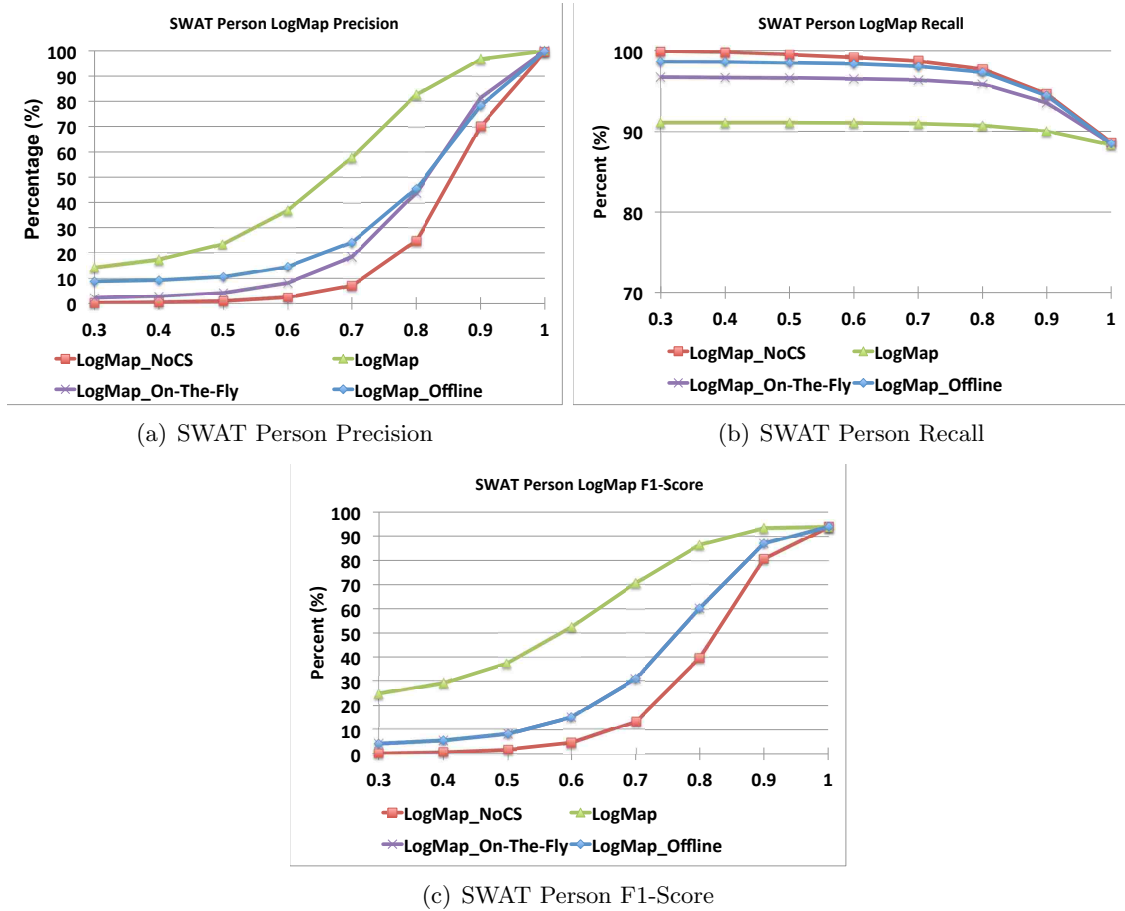 SWAT Person LogMap Precision
Percentage (%)
100
90
80
70
60
50
40
30
20
10
0
0.3 0.4 0.5 0.6 0.7 0.8 0.9 1
LogMap_NoCS LogMap
LogMap_On-The-Fly LogMap_Offline
(a) SWAT Person Precision
SWAT Person LogMap Recall
Percent (%)
100
90
80
70
0.3 0.4 0.5 0.6 0.7 0.8 0.9 1
LogMap_NoCS LogMap
LogMap_On-The-Fly LogMap_Offline
(b) SWAT Person Recall
SWAT Person LogMap F1-Score
Percent (%)
100
90
80
70
60
50
40
30
20
10
0
0.3 0.4 0.5 0.6 0.7 0.8 0.9 1
LogMap_NoCS LogMap
LogMap_On-The-Fly LogMap_Offline
(c) SWAT Person F1-Score